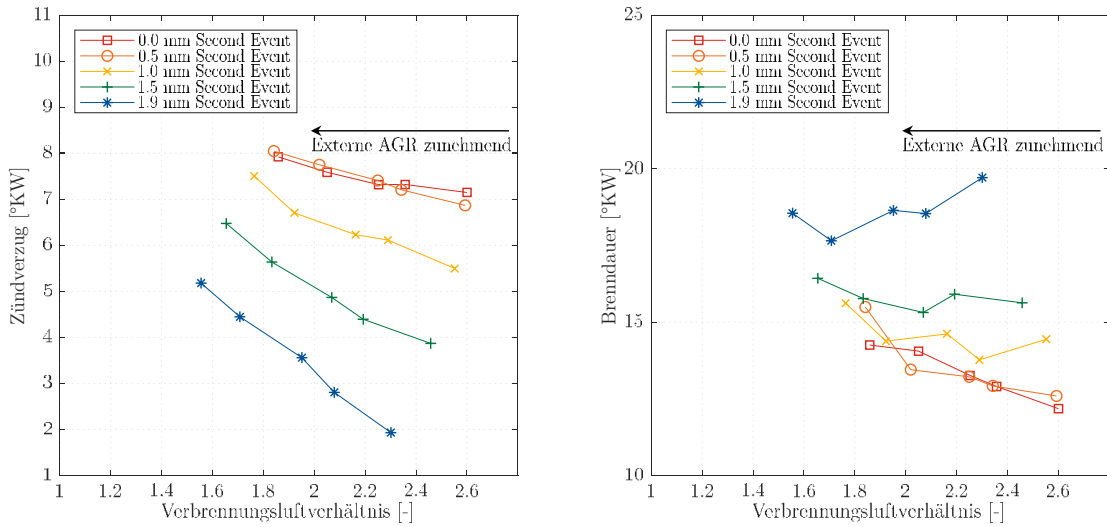 11
10
9
8
7
6
5
4
3
2
1
Zündverzug [°KW]
0.0 mm Second Event
0.5 mm Second Event
1.0 mm Second Event
1.5 mm Second Event
1.9 mm Second Event
Externe AGR zunehmend
1 1.2 1.4 1.6 1.8 2 2.2 2.4 2.6
Verbrennungsluftverhältnis [-]
25
20
15
10
Brenndauer [°KW]
0.0 mm Second Event
0.5 mm Second Event
1.0 mm Second Event
1.5 mm Second Event
1.9 mm Second Event
Externe AGR zunehmend
1 1.2 1.4 1.6 1.8 2 2.2 2.4 2.6
Verbrennungsluftverhältnis [-]